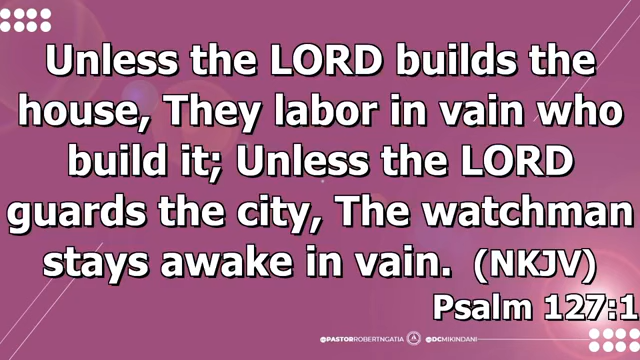 Unless the LORD builds the
house, They labor in vain who
build it; Unless the LORD
guards the city, The watchman
stays awake in vain. (NKJV)
Psalm 127:1
@PASTORROBERTNGATIA @DCMIKINDANI